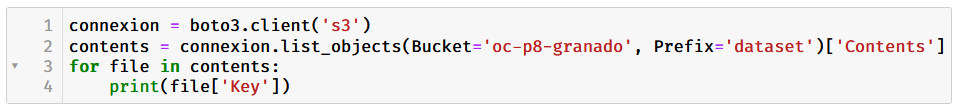 1 connexion = boto3.client('s3')
2 contents = connexion.list_objects(Bucket='oc-p8-granado', Prefix='dataset')['Contents']
3 for file in contents:
4     print(file['Key'])